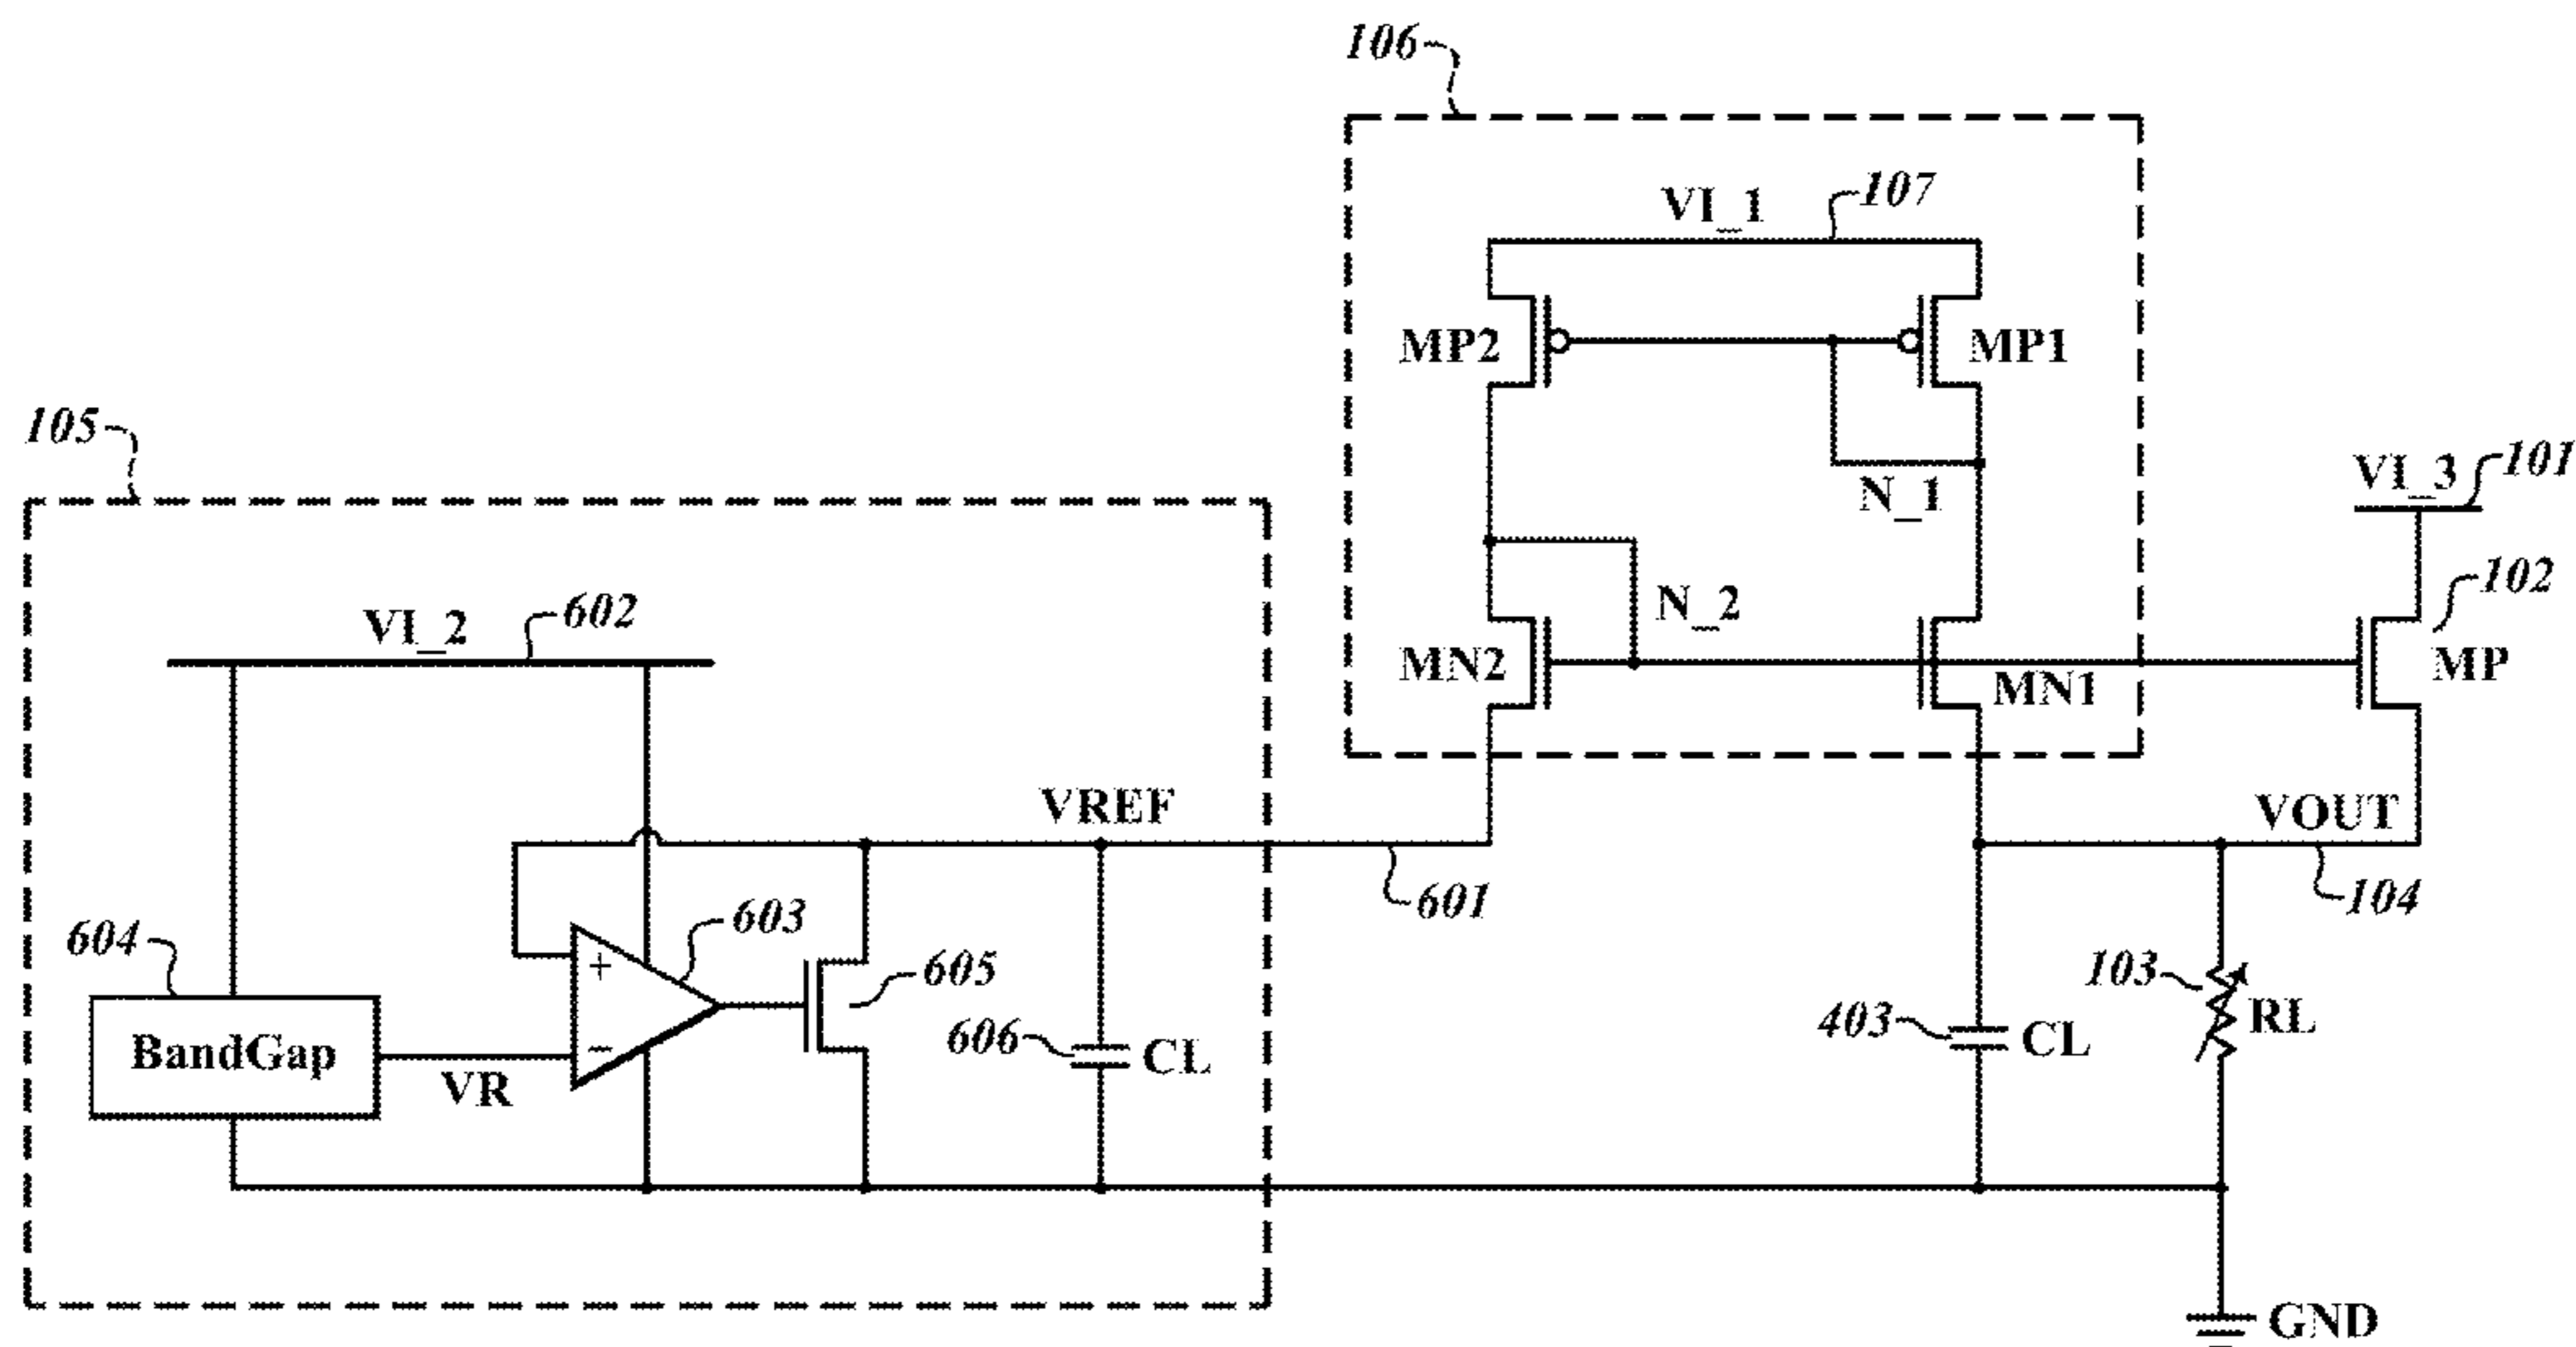 106
VI_1
107
MP2
MP1
105
N_1
VI_3
101
VI_2
602
N_2
102
MN2
MN1
MP
VREF
VOUT
601
104
604
603
+
605
103
BandGap
VR
−
606
CL
403
CL
RL
GND